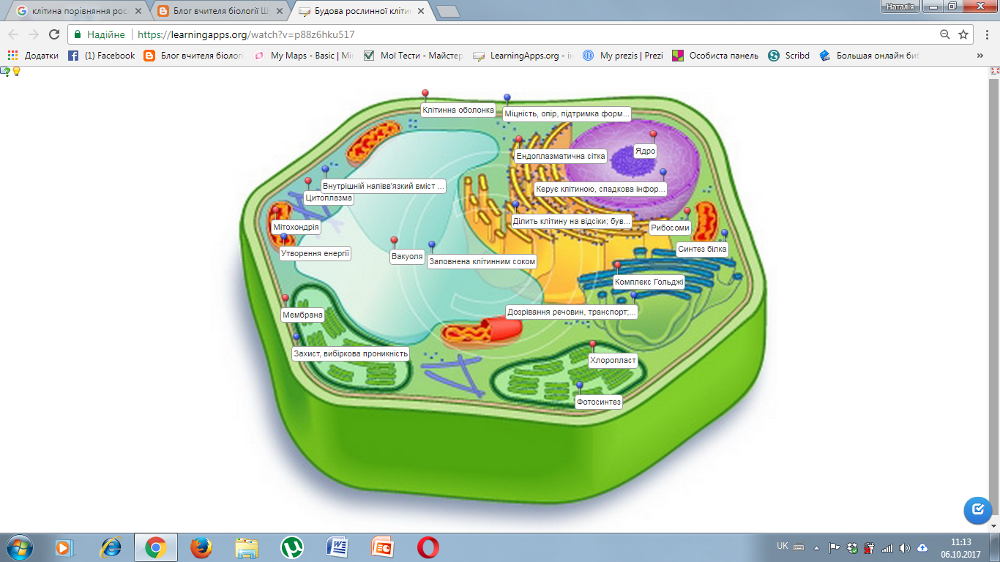 клітина порівняння рос
Блог вчителя біології Ш
Будова рослинної кліти
Наталія
Надійне
https://learningapps.org/watch?v=p88z6hku517
Додатки
(1) Facebook
Блог вчителя біологі
My Maps - Basic | Mi
Мої Тести - Майстер
LearningApps.org - і
My prezis | Prezi
Особиста панель
Scribd
Большая онлайн биб
»
Клітинна оболонка
Міцність, опір, підтримка форм...
Ендоплазматична сітка
Ядро
Внутрішній напівв'язкий вміст ...
Керує клітиною, спадкова інфор...
Цитоплазма
Ділить клітину на відсіки; був...
Мітохондрія
Рибосоми
Утворення енергії
Вакуоля
Заповнена клітинним соком
Синтез білка
Комплекс Гольджі
Мембрана
Дозрівання речовин, транспорт;...
Захист, вибіркова проникність
Хлоропласт
Фотосинтез
UK
11:13
06.10.2017